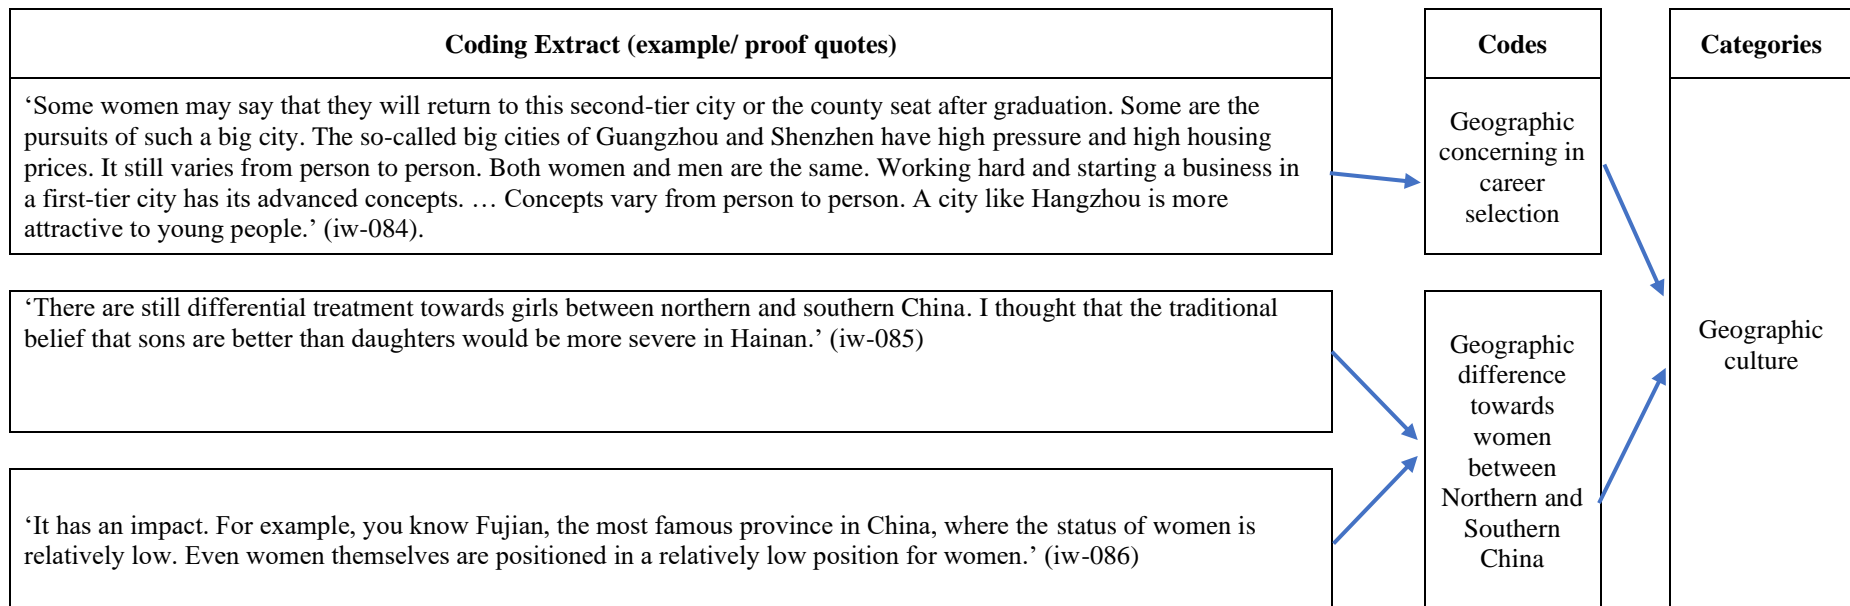 Coding Extract (example/ proof quotes)
Codes
Categories
‘Some women may say that they will return to this second-tier city or the county seat after graduation. Some are the
pursuits of such a big city. The so-called big cities of Guangzhou and Shenzhen have high pressure and high housing
prices. It still varies from person to person. Both women and men are the same. Working hard and starting a business in
a first-tier city has its advanced concepts. … Concepts vary from person to person. A city like Hangzhou is more
attractive to young people.’ (iw-084).
Geographic
concerning in
career
selection
‘There are still differential treatment towards girls between northern and southern China. I thought that the traditional
belief that sons are better than daughters would be more severe in Hainan.’ (iw-085)
‘It has an impact. For example, you know Fujian, the most famous province in China, where the status of women is
relatively low. Even women themselves are positioned in a relatively low position for women.’ (iw-086)
Geographic
difference
towards
women
between
Northern and
Southern
China
Geographic
culture